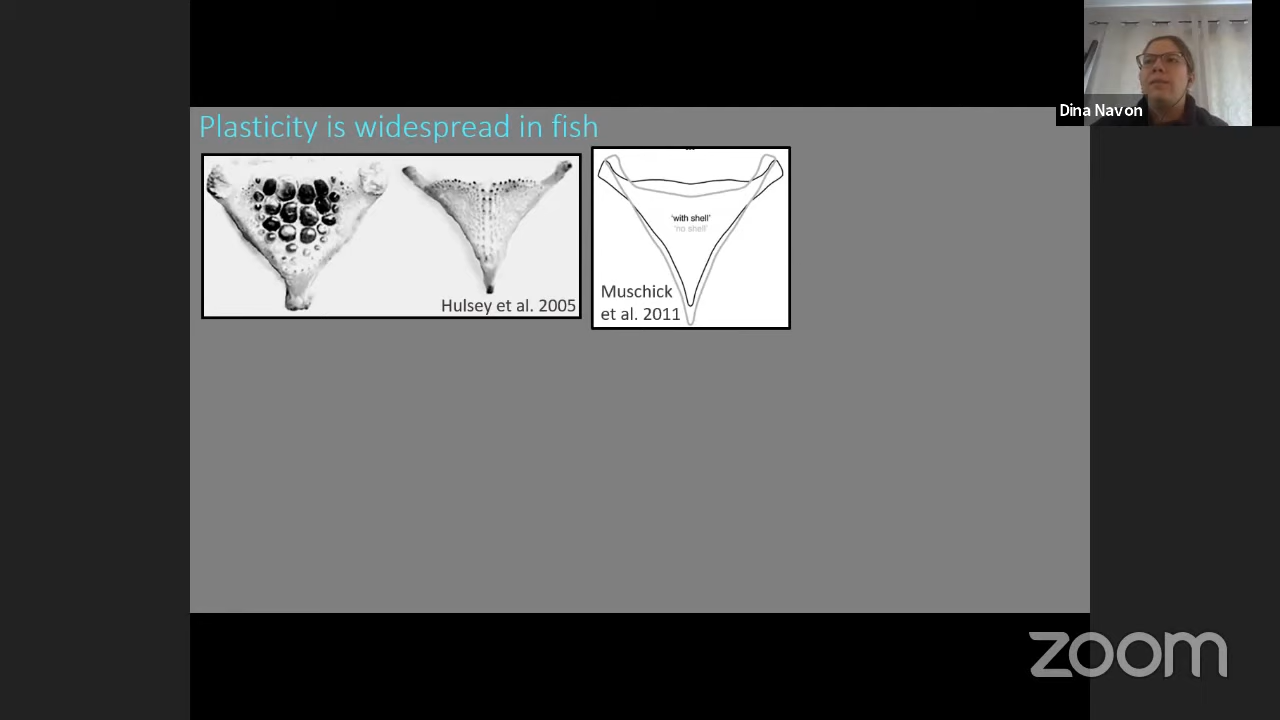 Dina Navon
Plasticity is widespread in fish
'with shell'
'no shell'
Hulsey et al. 2005
Muschick
et al. 2011
zoom